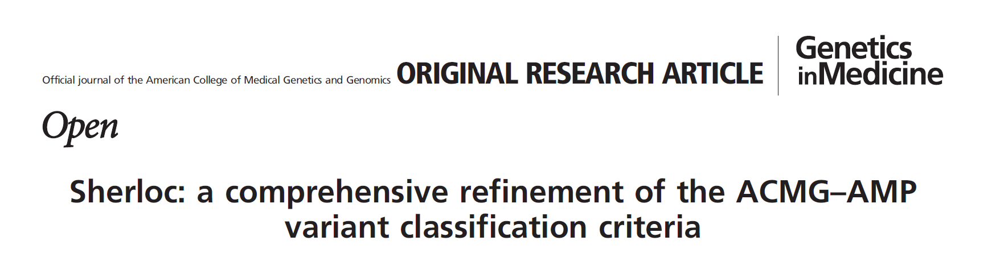 Official journal of the American College of Medical Genetics and Genomics ORIGINAL RESEARCH ARTICLE
Genetics
inMedicine
Open
Sherloc: a comprehensive refinement of the ACMG–AMP
variant classification criteria